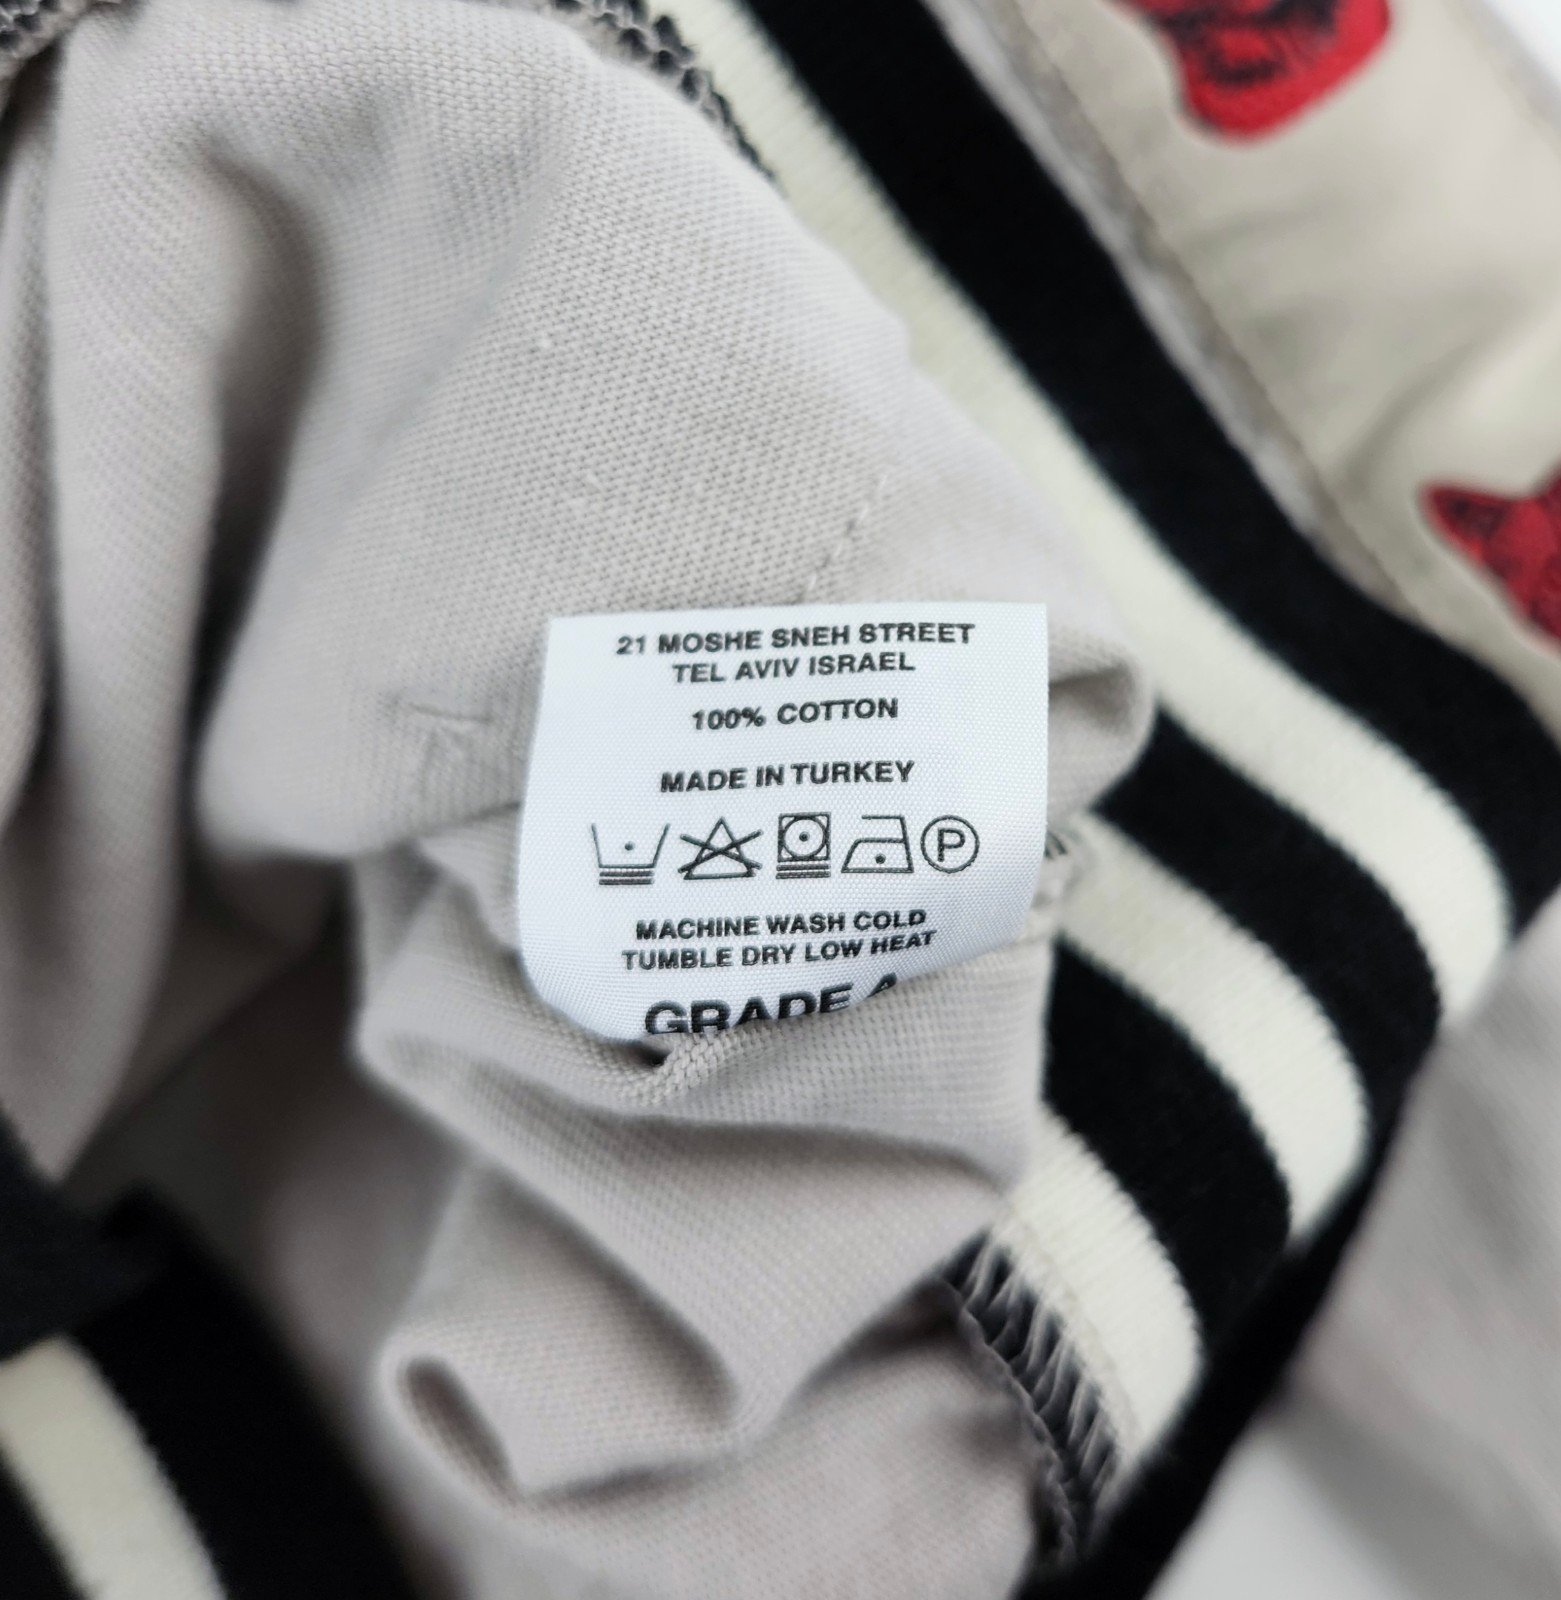 21 MOSHE SNEH STREET
TEL AVIV ISRAEL
100% COTTON
MADE IN TURKEY
P
MACHINE WASH COLD
TUMBLE DRY LOW HEAT
GRADE A